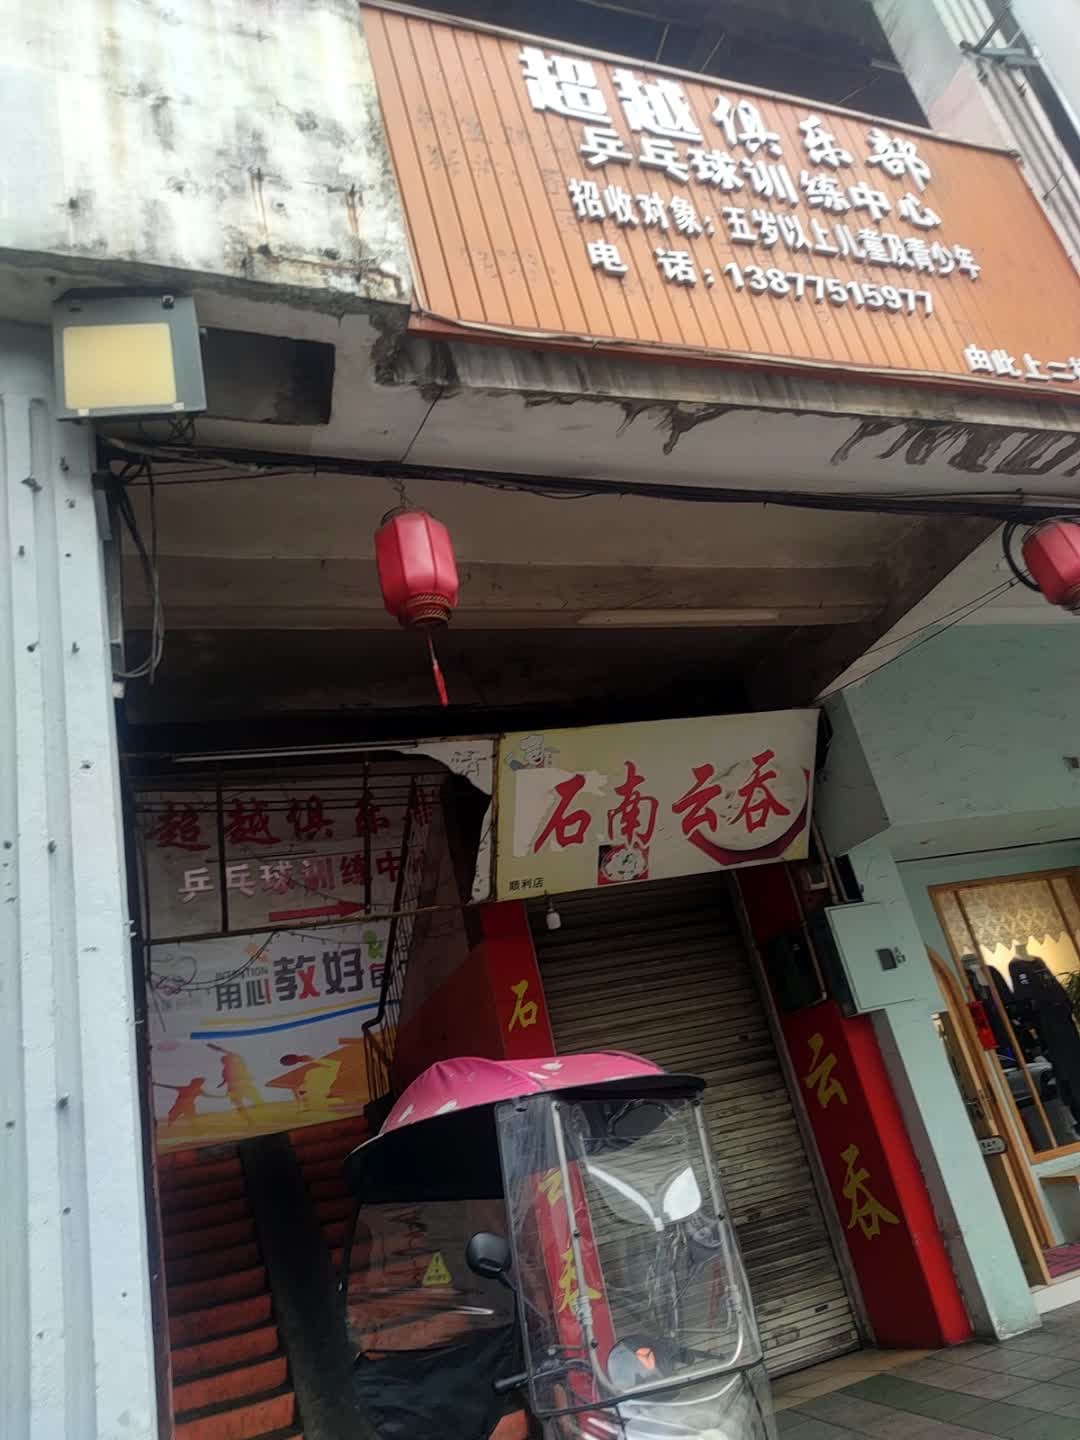 超越俱乐部
乒乓球训练中心
招收对象：五岁以上儿童及青少年
电 话：13877515977
由此上二
石南云吞
顺利店
超越俱乐部
乒乓球训练中心
INTENTION
用心教好
石
云吞
云吞